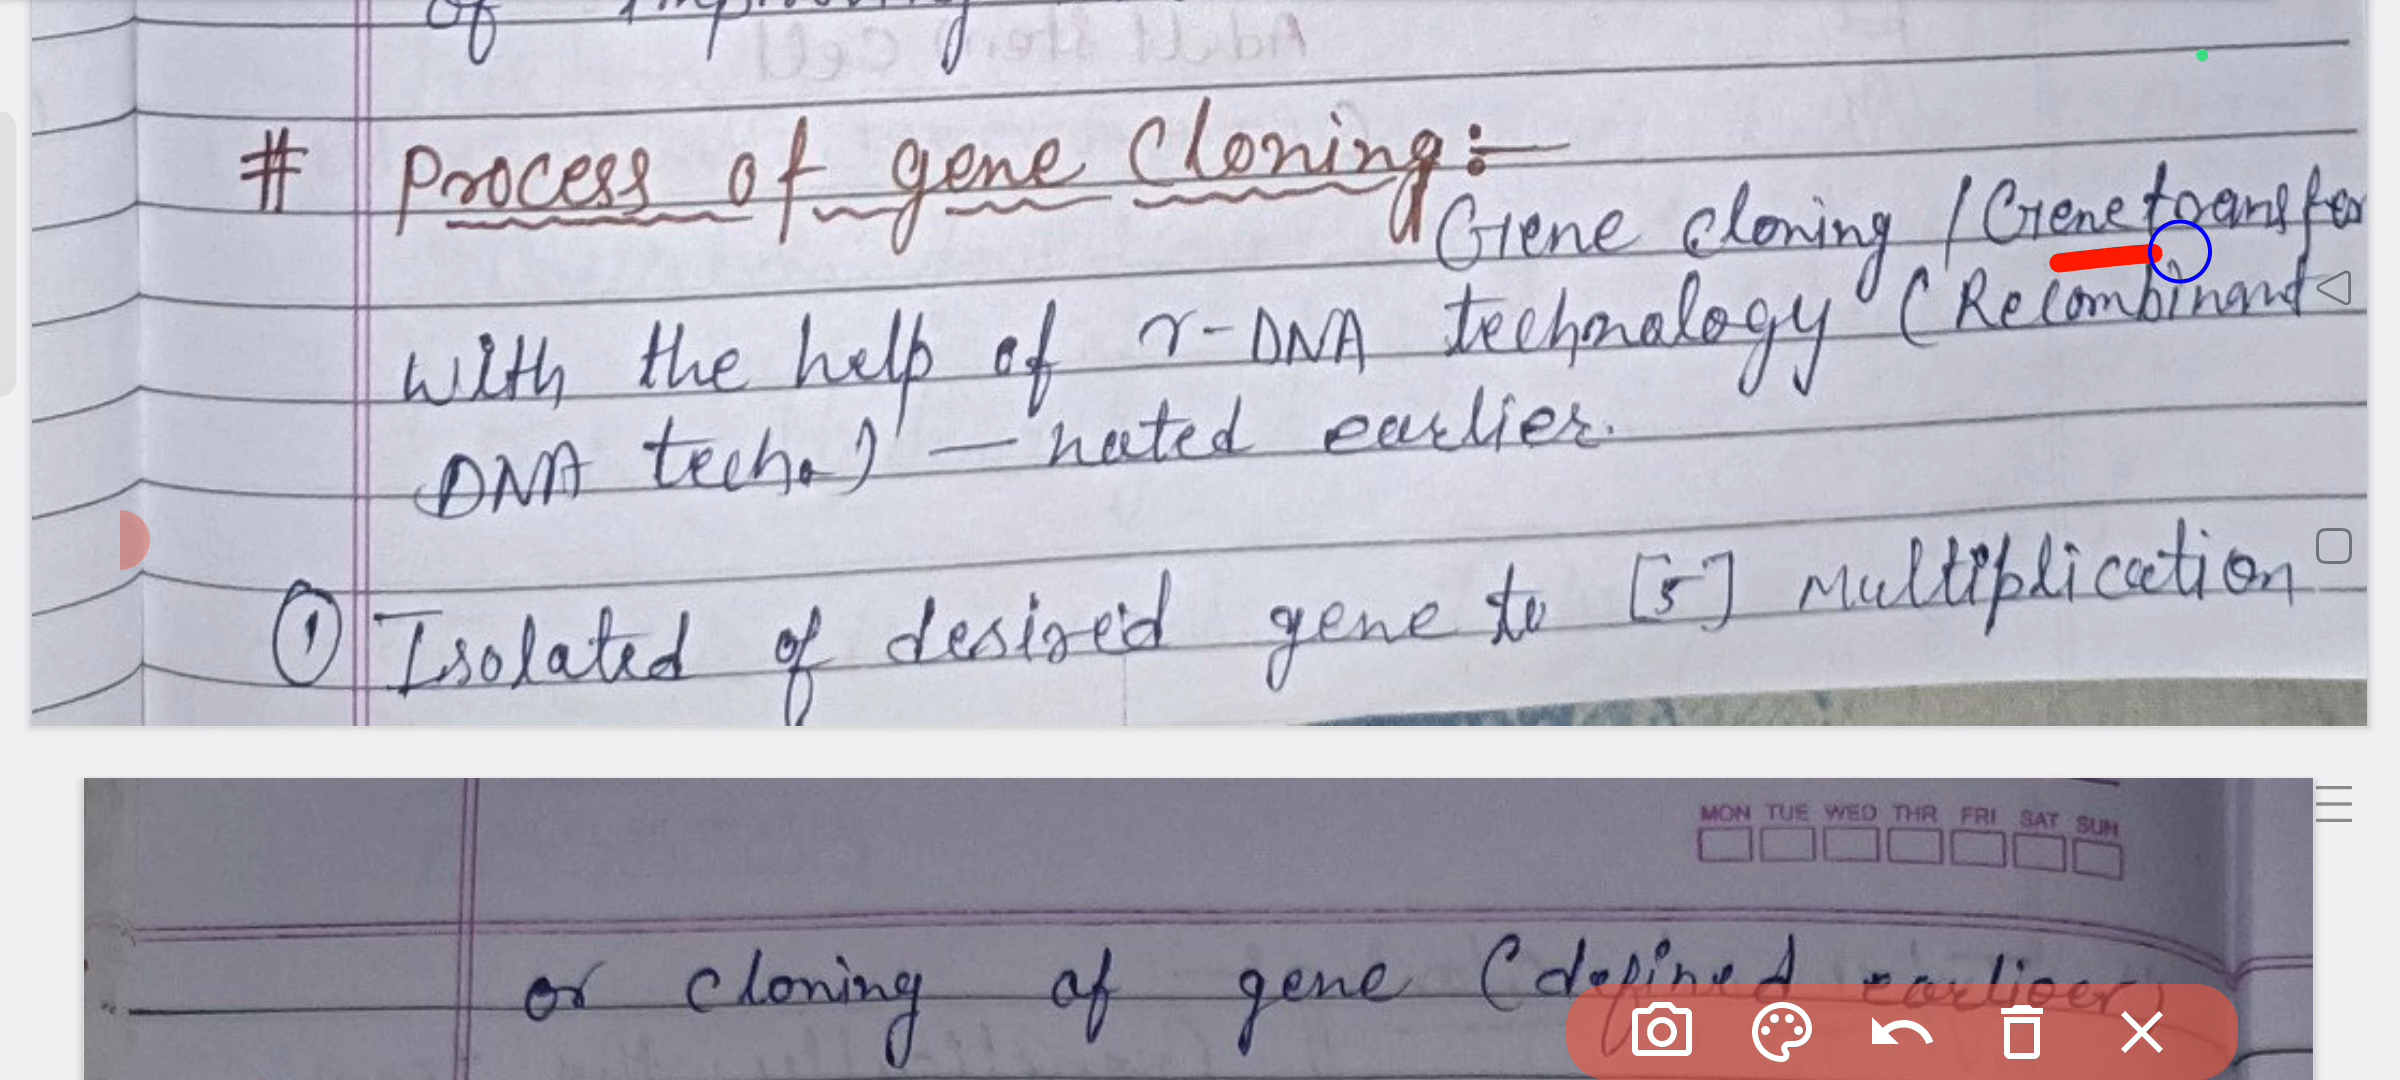 # Process of gene cloning :-
Gene cloning / Gene transfer
with the help of r-DNA technology (Recombinant
DNA tech.) — noted earlier.
① Isolated of desired gene to [5] Multiplication
MON TUE WED THR FRI SAT SUN
or cloning of gene (defined earlier)